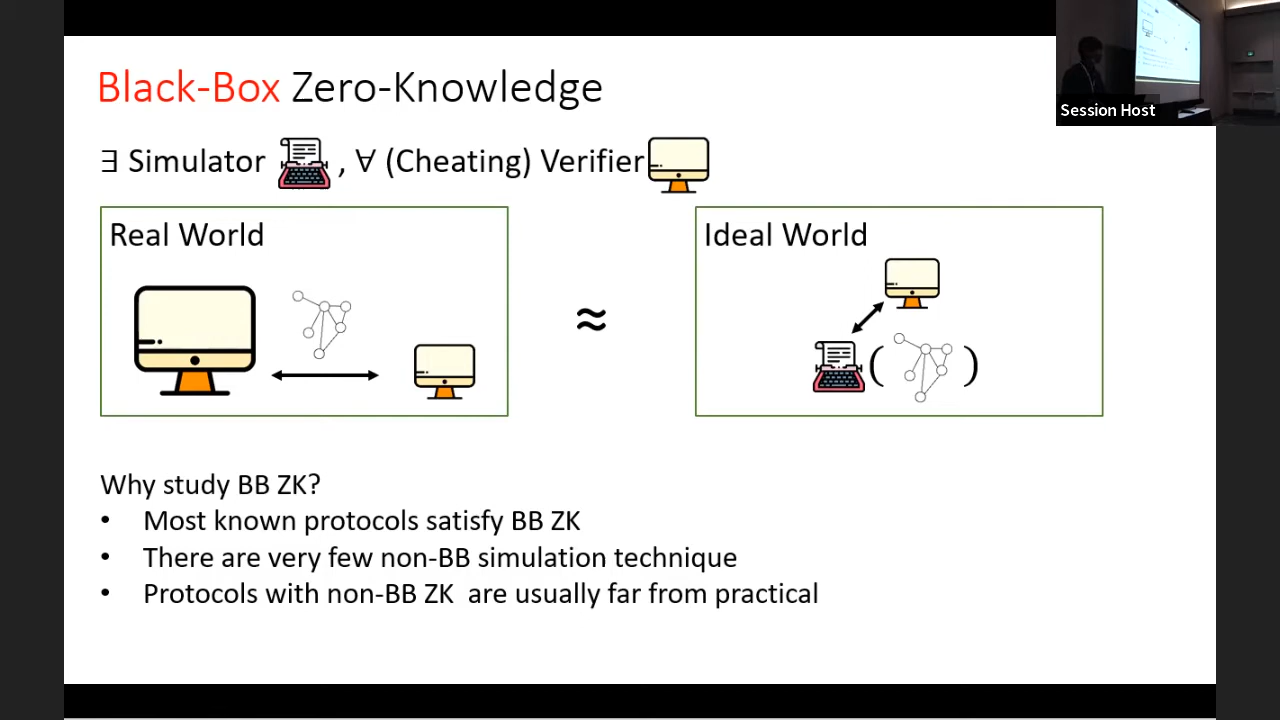 Black-Box Zero-Knowledge
Session Host
∃ Simulator , ∀ (Cheating) Verifier
Real World
Ideal World
≈
( )
Why study BB ZK?
• Most known protocols satisfy BB ZK
• There are very few non-BB simulation technique
• Protocols with non-BB ZK are usually far from practical